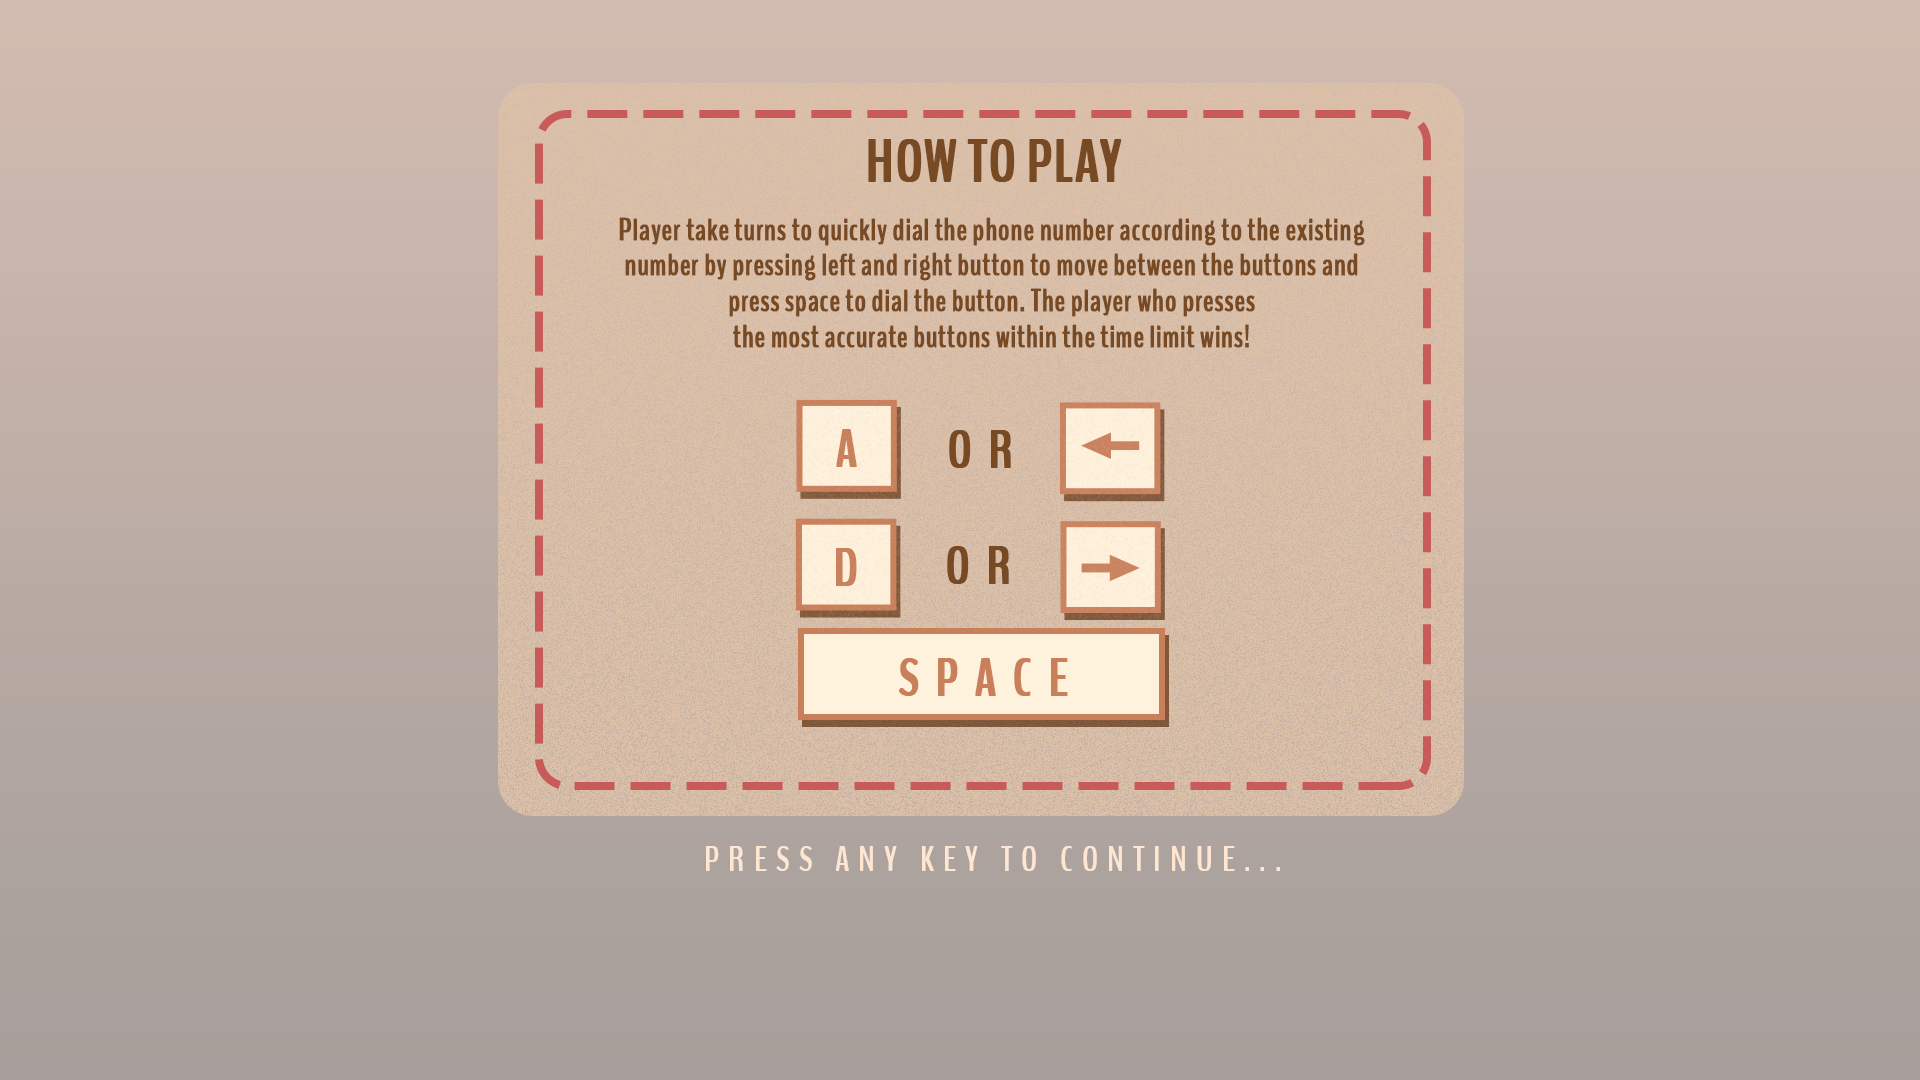 HOW TO PLAY
Player take turns to quickly dial the phone number according to the existing
number by pressing left and right button to move between the buttons and
press space to dial the button. The player who presses
the most accurate buttons within the time limit wins!
A OR
D OR
SPACE
PRESS ANY KEY TO CONTINUE...